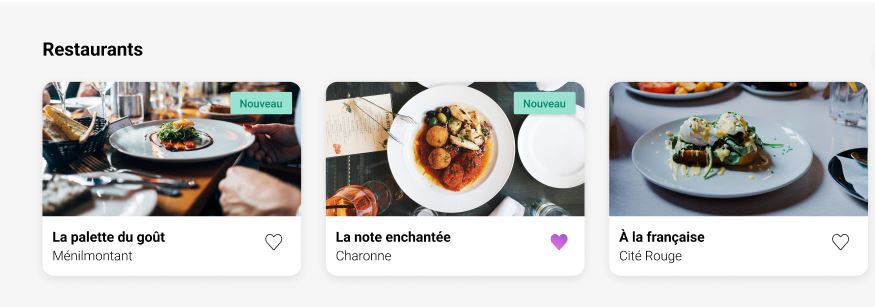 Restaurants
Nouveau
La palette du goût
Ménilmontant
Nouveau
La note enchantée
Charonne
À la française
Cité Rouge